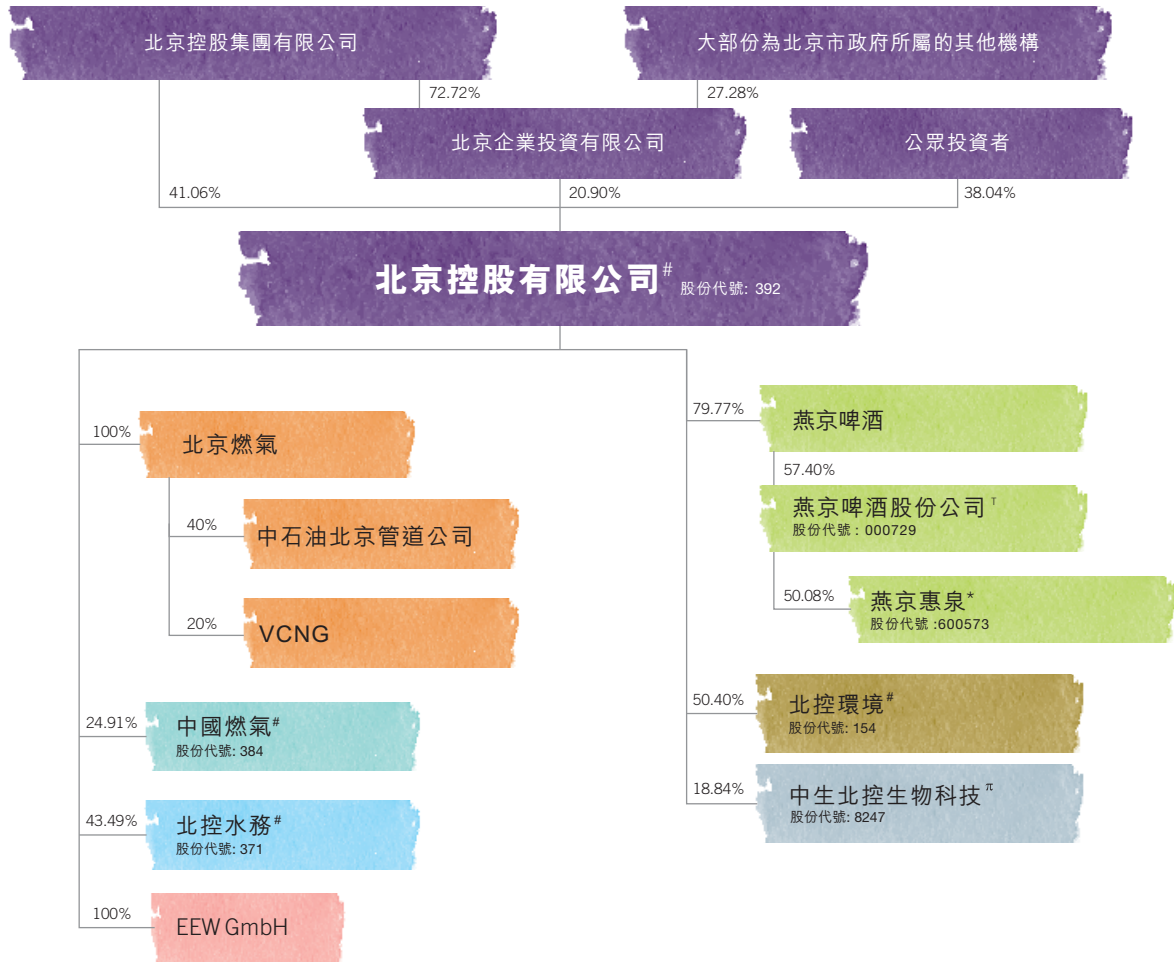 北京控股集團有限公司
大部份為北京市政府所屬的其他機構
72.72%
27.28%
北京企業投資有限公司
公眾投資者
41.06%
20.90%
38.04%
北京控股有限公司# 股份代號: 392
100%
北京燃氣
40%
中石油北京管道公司
20%
VCNG
24.91%
中國燃氣#
股份代號: 384
43.49%
北控水務#
股份代號: 371
100%
EEW GmbH
79.77%
燕京啤酒
57.40%
燕京啤酒股份公司τ
股份代號 : 000729
50.08%
燕京惠泉*
股份代號 :600573
50.40%
北控環境#
股份代號: 154
18.84%
中生北控生物科技π
股份代號: 8247